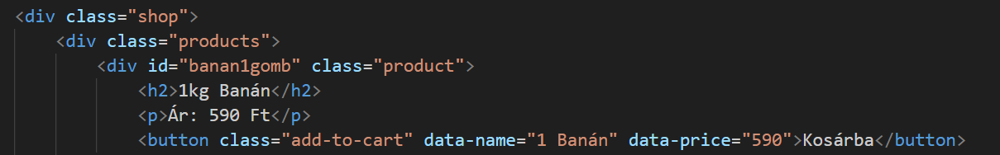 <div class="shop">
<div class="products">
<div id="banan1gomb" class="product">
<h2>1kg Banán</h2>
<p>Ár: 590 Ft</p>
<button class="add-to-cart" data-name="1 Banán" data-price="590">Kosárba</button>